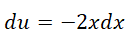 du = −2xdx